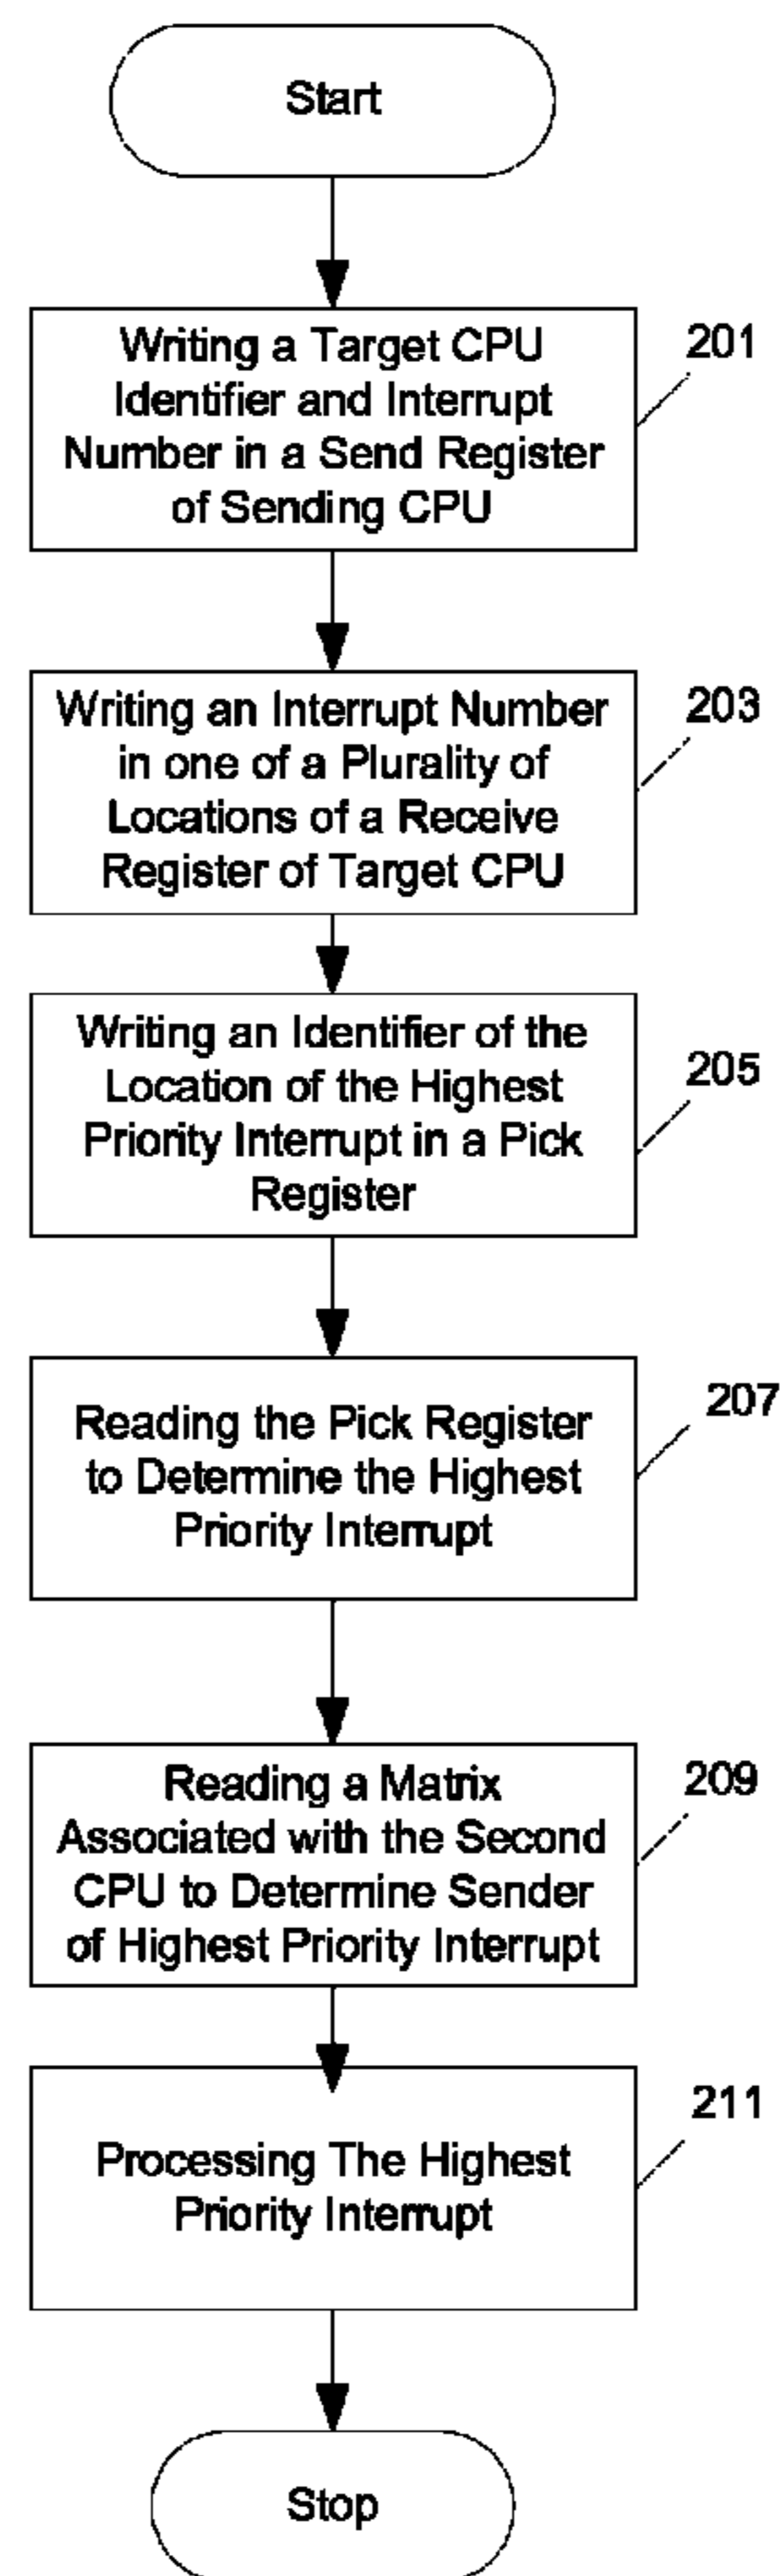 Start
Writing a Target CPU
Identifier and Interrupt
Number in a Send Register
of Sending CPU
201
Writing an Interrupt Number
in one of a Plurality of
Locations of a Receive
Register of Target CPU
203
Writing an Identifier of the
Location of the Highest
Priority Interrupt in a Pick
Register
205
Reading the Pick Register
to Determine the Highest
Priority Interrupt
207
Reading a Matrix
Associated with the Second
CPU to Determine Sender
of Highest Priority Interrupt
209
Processing The Highest
Priority Interrupt
211
Stop